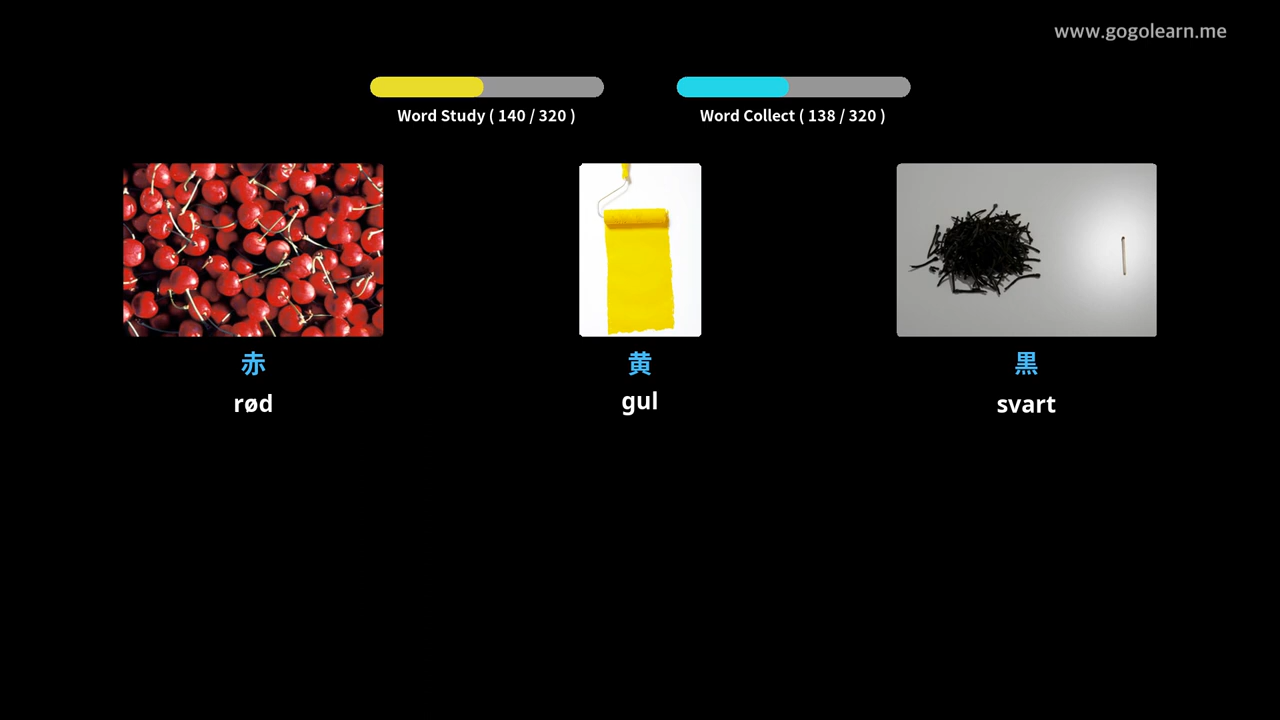 www.gogolearn.me
Word Study ( 140 / 320 )
Word Collect ( 138 / 320 )
赤
黄
黒
rød
gul
svart